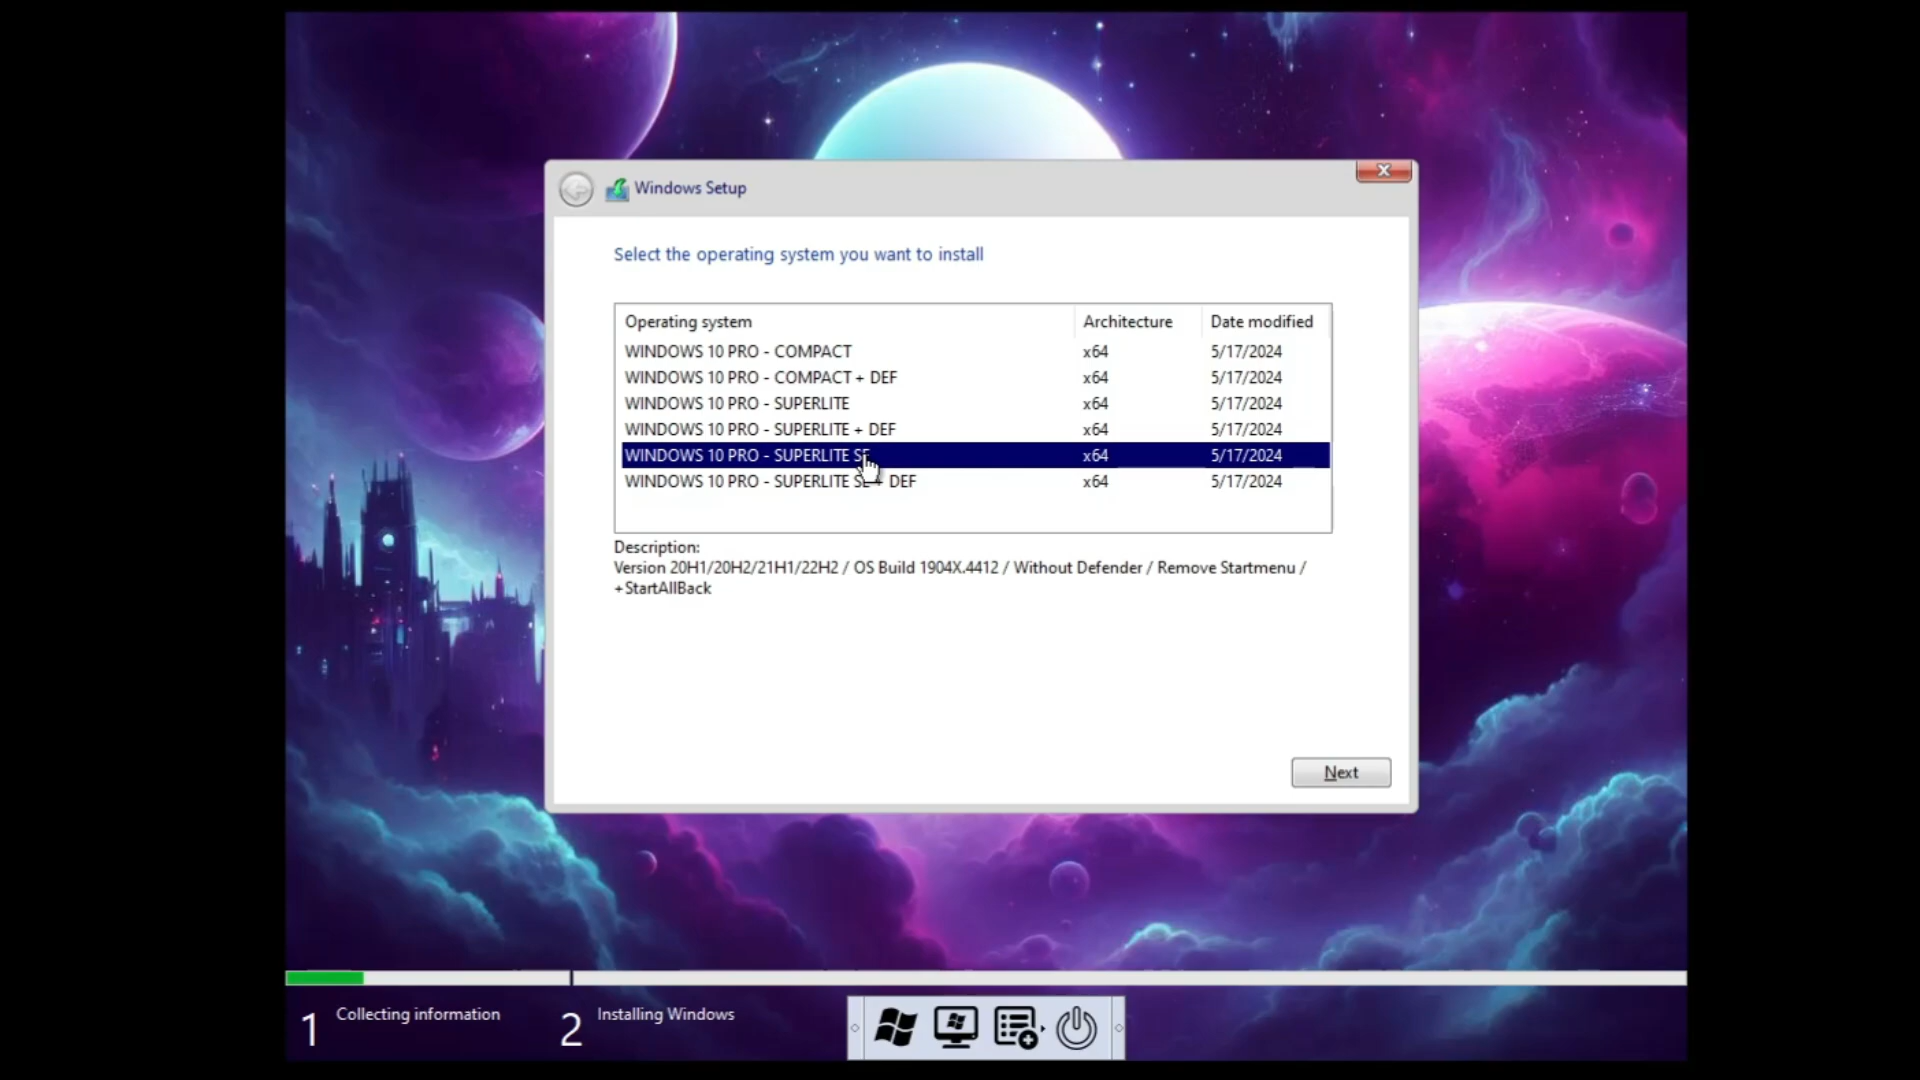 Windows Setup
Select the operating system you want to install
Operating system Architecture Date modified
WINDOWS 10 PRO - COMPACT x64 5/17/2024
WINDOWS 10 PRO - COMPACT + DEF x64 5/17/2024
WINDOWS 10 PRO - SUPERLITE x64 5/17/2024
WINDOWS 10 PRO - SUPERLITE + DEF x64 5/17/2024
WINDOWS 10 PRO - SUPERLITE SE x64 5/17/2024
WINDOWS 10 PRO - SUPERLITE SE + DEF x64 5/17/2024
Description:
Version 20H1/20H2/21H1/22H2 / OS Build 1904X.4412 / Without Defender / Remove Startmenu /
+StartAllBack
Next
1 Collecting information
2 Installing Windows